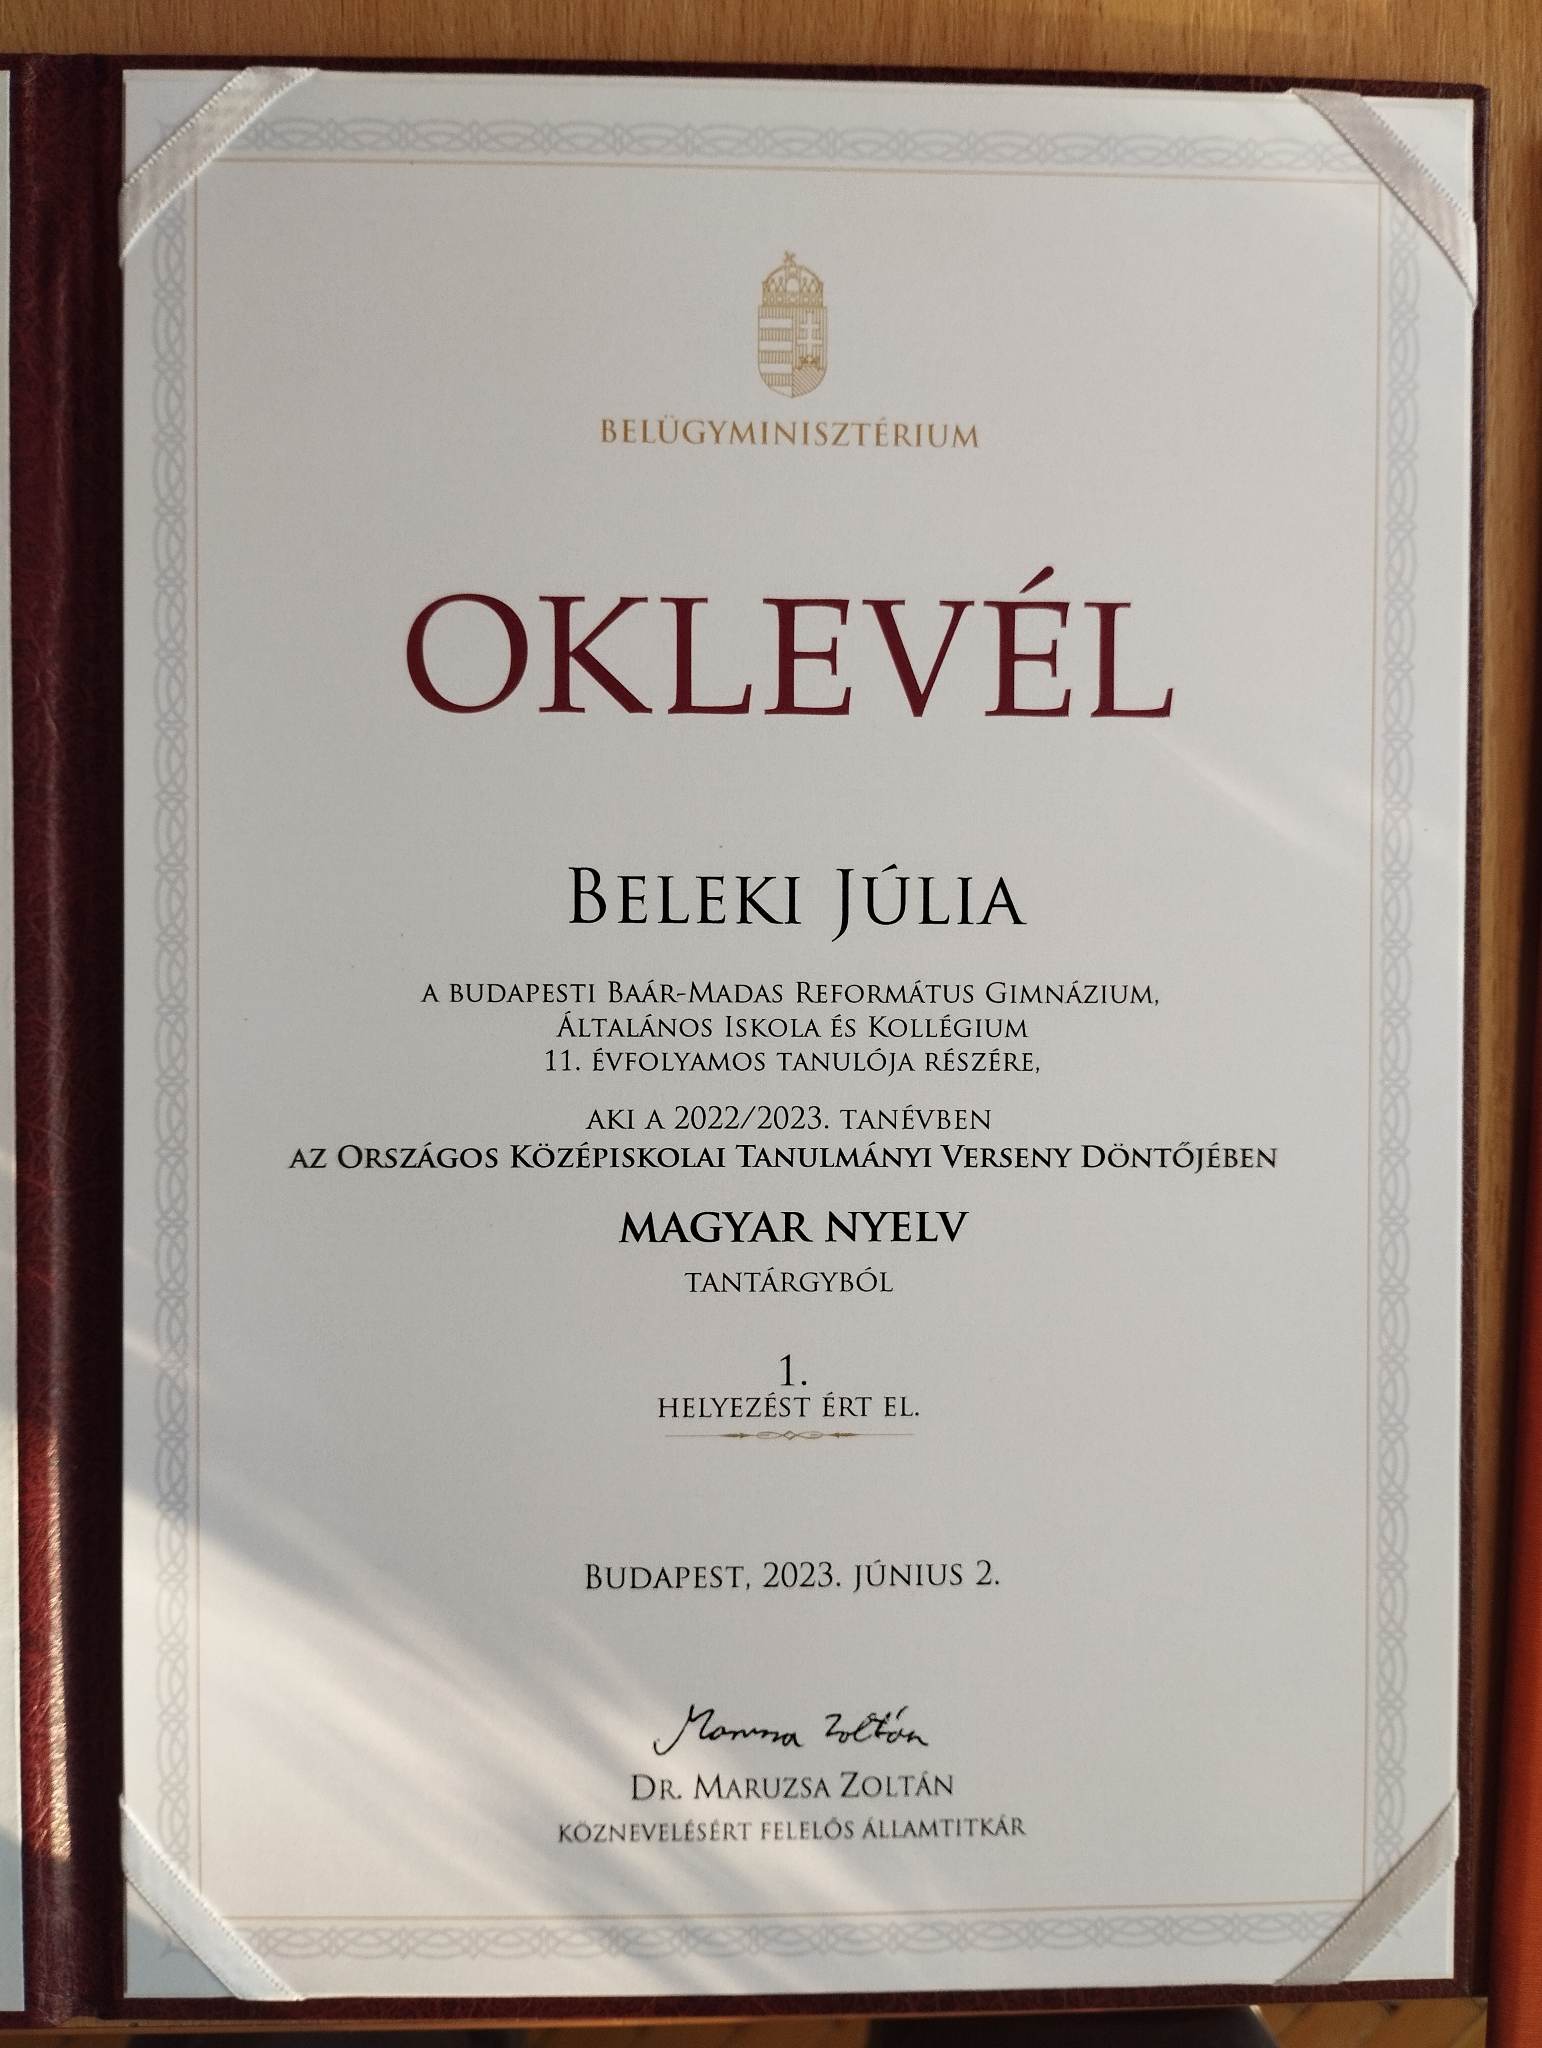 BELÜGYMINISZTÉRIUM
OKLEVÉL
BELEKI JÚLIA
A BUDAPESTI BAÁR-MADAS REFORMÁTUS GIMNÁZIUM,
ÁLTALÁNOS ISKOLA ÉS KOLLÉGIUM
11. ÉVFOLYAMOS TANULÓJA RÉSZÉRE,
AKI A 2022/2023. TANÉVBEN
AZ ORSZÁGOS KÖZÉPISKOLAI TANULMÁNYI VERSENY DÖNTŐJÉBEN
MAGYAR NYELV
TANTÁRGYBÓL
1.
HELYEZÉST ÉRT EL.
BUDAPEST, 2023. JÚNIUS 2.
Maruzsa Zoltán
DR. MARUZSA ZOLTÁN
KÖZNEVELÉSÉRT FELELŐS ÁLLAMTITKÁR